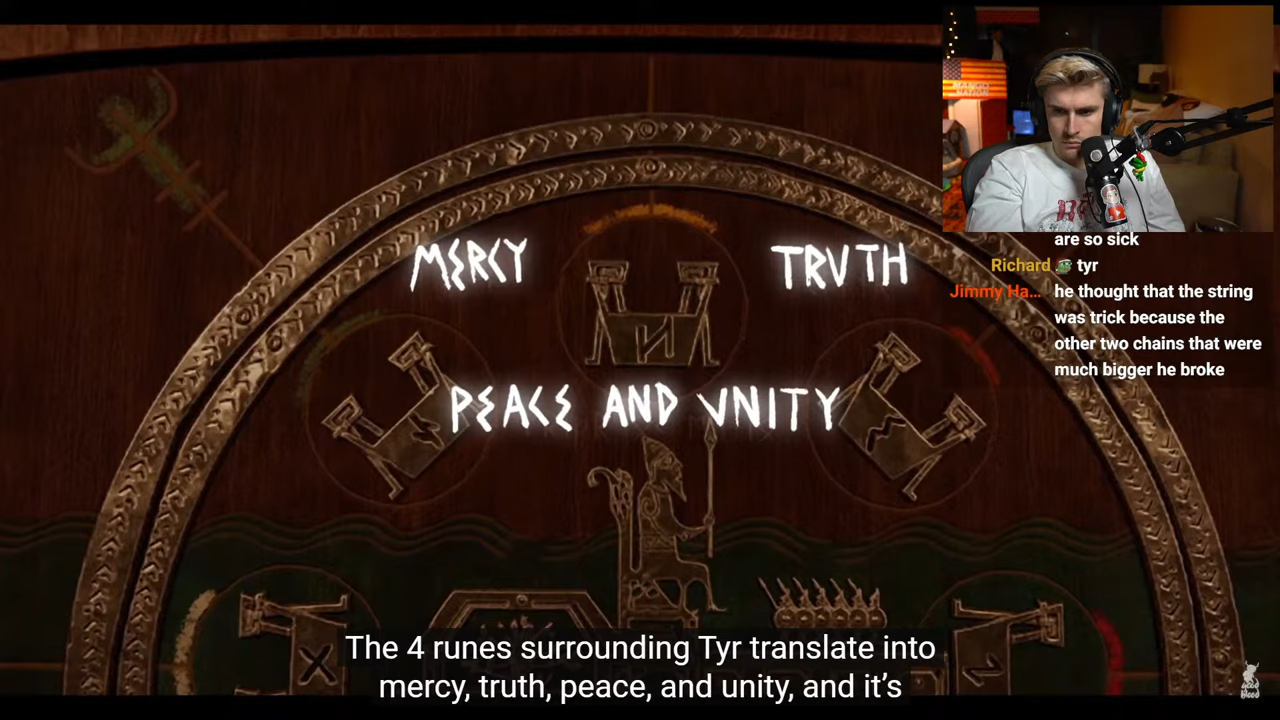 MERCY
TRUTH
PEACE AND UNITY
are so sick
Richard tyr
Jimmy Ha… he thought that the string
was trick because the
other two chains that were
much bigger he broke
The 4 runes surrounding Tyr translate into
mercy, truth, peace, and unity, and it’s